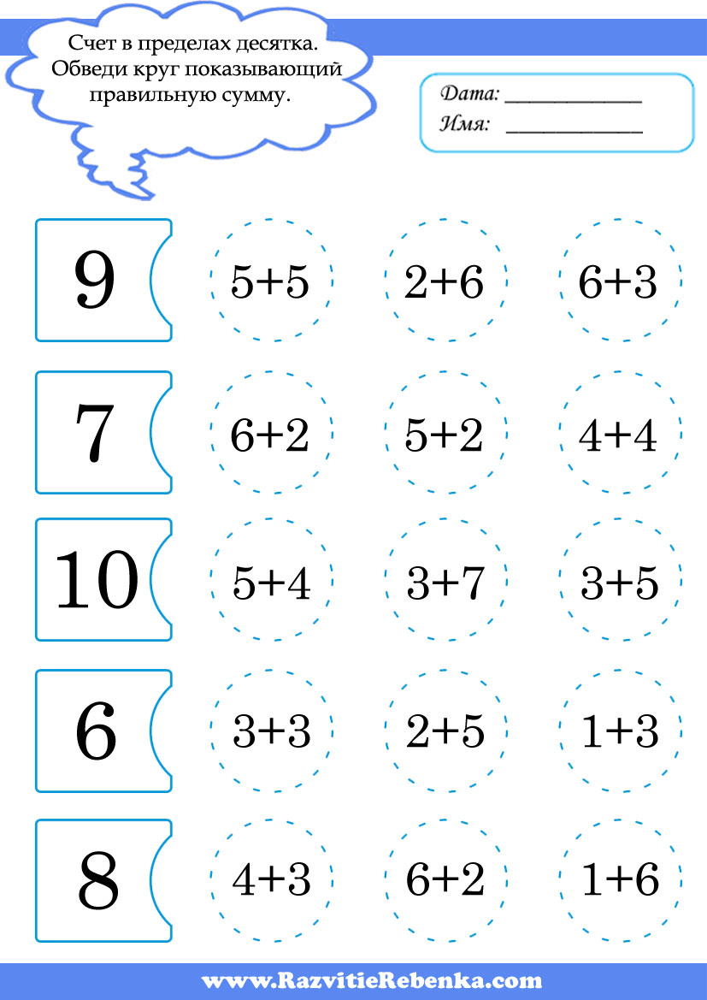 Счет в пределах десятка.
Обведи круг показывающий
правильную сумму.
Дата: ____________
Имя: ____________
9 5+5 2+6 6+3
7 6+2 5+2 4+4
10 5+4 3+7 3+5
6 3+3 2+5 1+3
8 4+3 6+2 1+6
www.RazvitieRebenka.com